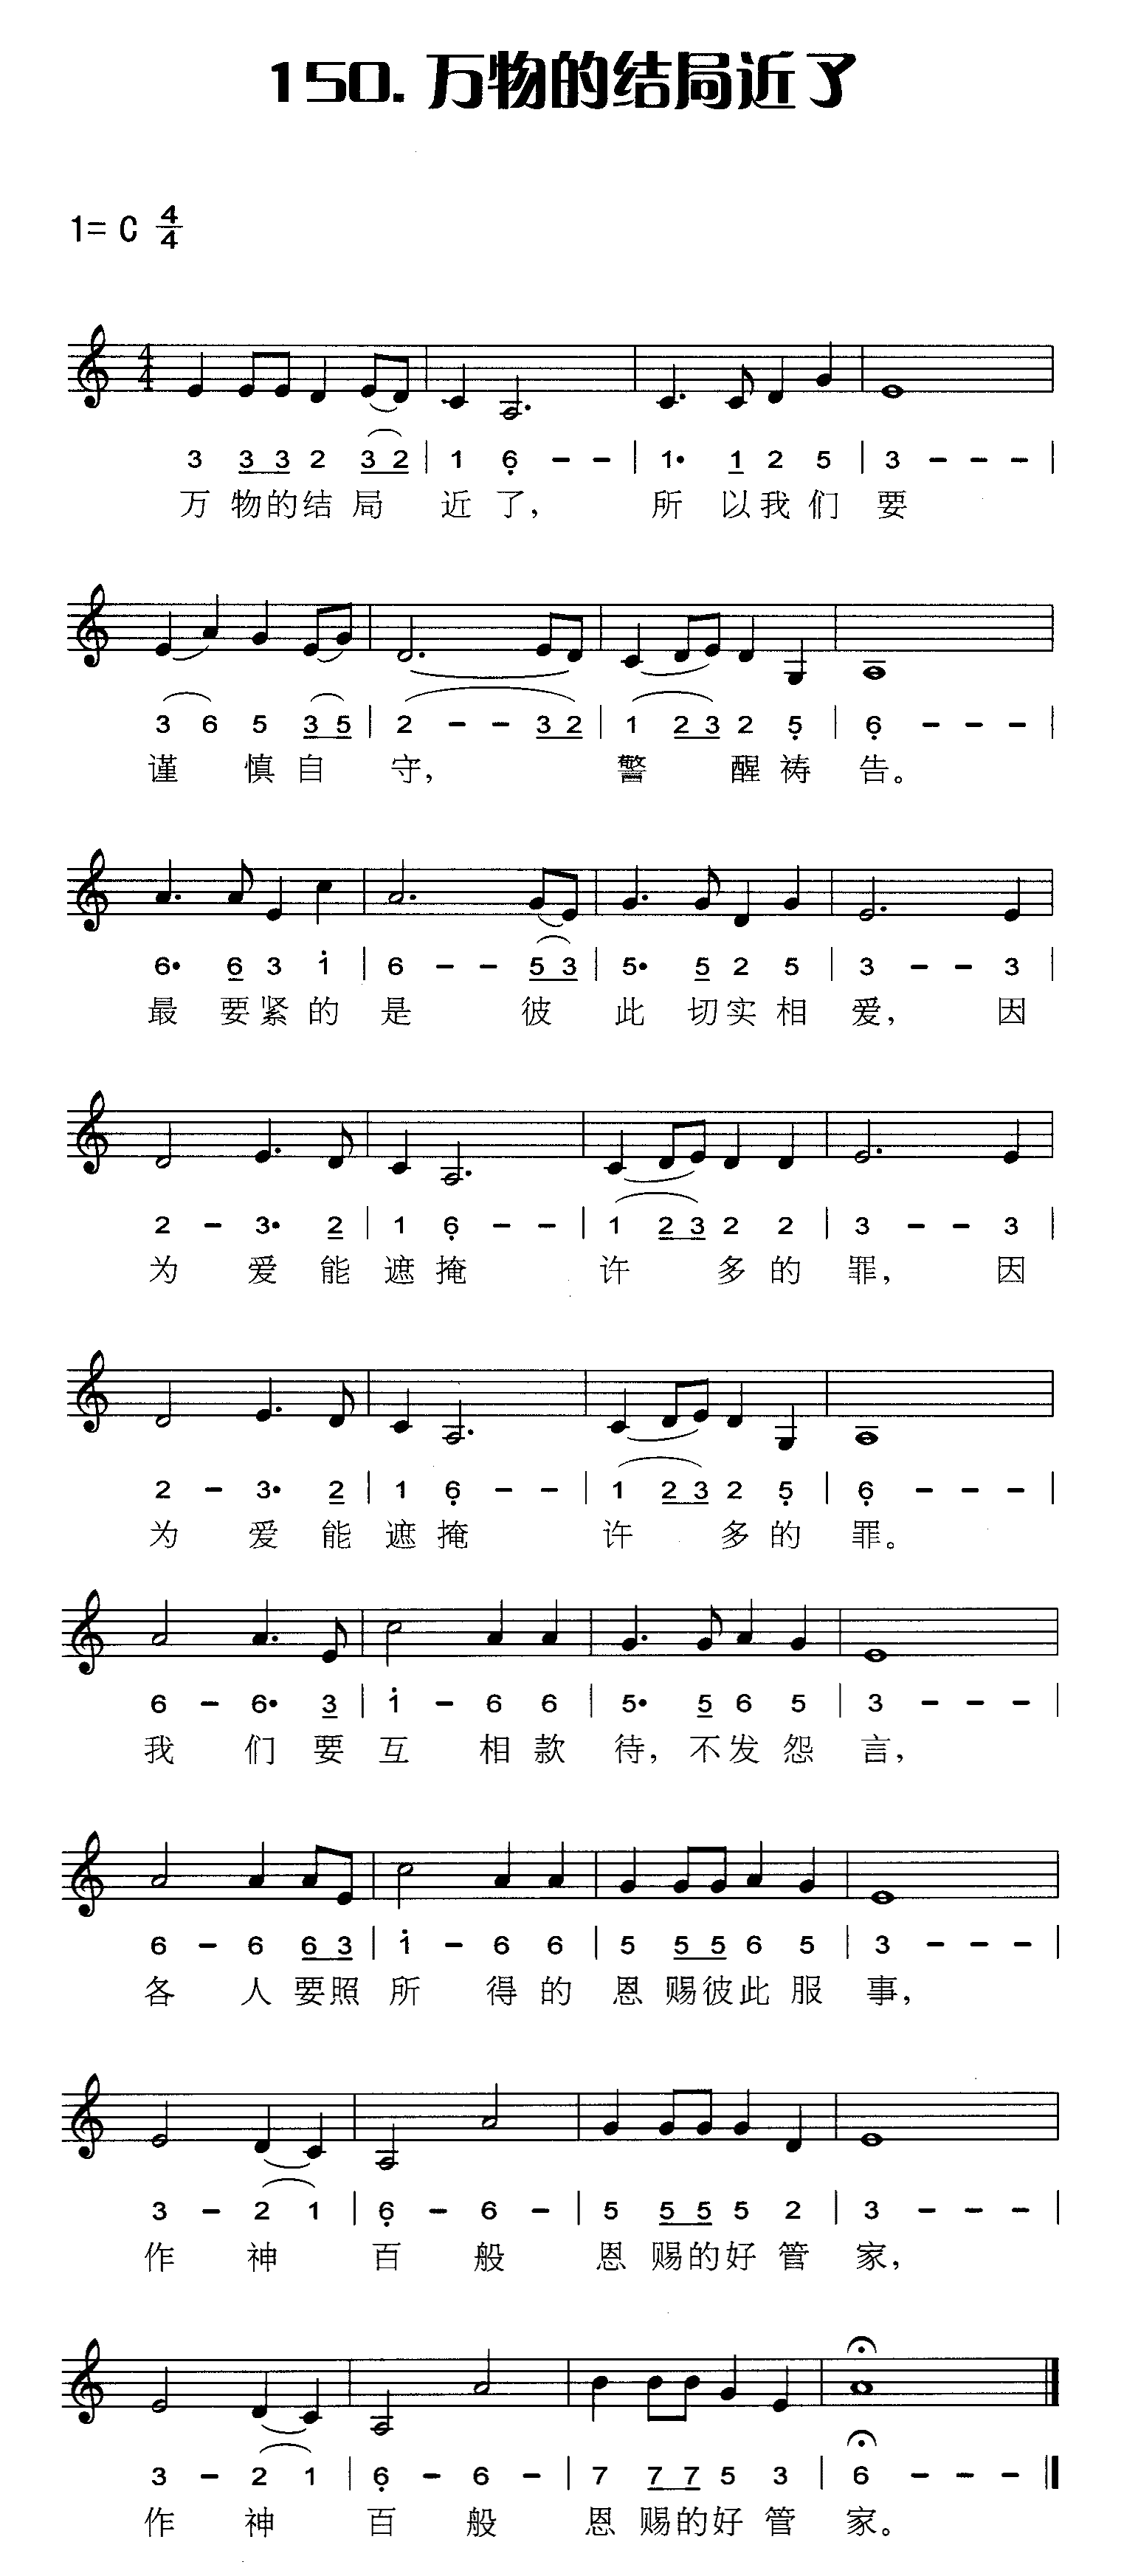 150. 万物的结局近了
1= C 4/4
3 3 3 2 3 2 | 1 6 - - | 1· 1 2 5 | 3 - - - |
万 物的结 局 近 了， 所 以我们 要
3 6 5 3 5 | 2 - - 3 2 | 1 2 3 2 5 | 6 - - - |
谨 慎 自 守， 警 醒 祷 告。
6· 6 3 1 | 6 - - 5 3 | 5· 5 2 5 | 3 - - 3 |
最 要紧 的 是 彼 此 切实 相 爱， 因
2 - 3· 2 | 1 6 - - | 1 2 3 2 2 | 3 - - 3 |
为 爱 能 遮 掩 许 多 的 罪， 因
2 - 3· 2 | 1 6 - - | 1 2 3 2 5 | 6 - - - |
为 爱 能 遮 掩 许 多 的 罪。
6 - 6· 3 | 1 - 6 6 | 5· 5 6 5 | 3 - - - |
我 们 要 互 相 款 待， 不发 怨 言，
6 - 6 6 3 | 1 - 6 6 | 5 5 5 6 5 | 3 - - - |
各 人 要照 所 得 的 恩 赐彼此 服 事，
3 - 2 1 | 6 - 6 - | 5 5 5 5 2 | 3 - - - |
作 神 百 般 恩 赐的好 管 家，
3 - 2 1 | 6 - 6 - | 7 7 7 5 3 | 6 - - - |
作 神 百 般 恩 赐的好 管 家。